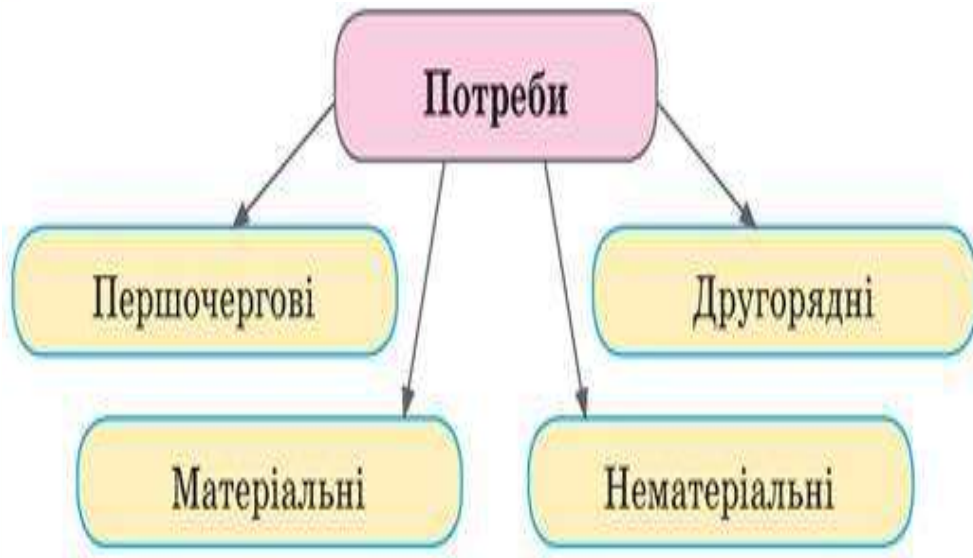 Потреби
Першочергові
Другорядні
Матеріальні
Нематеріальні